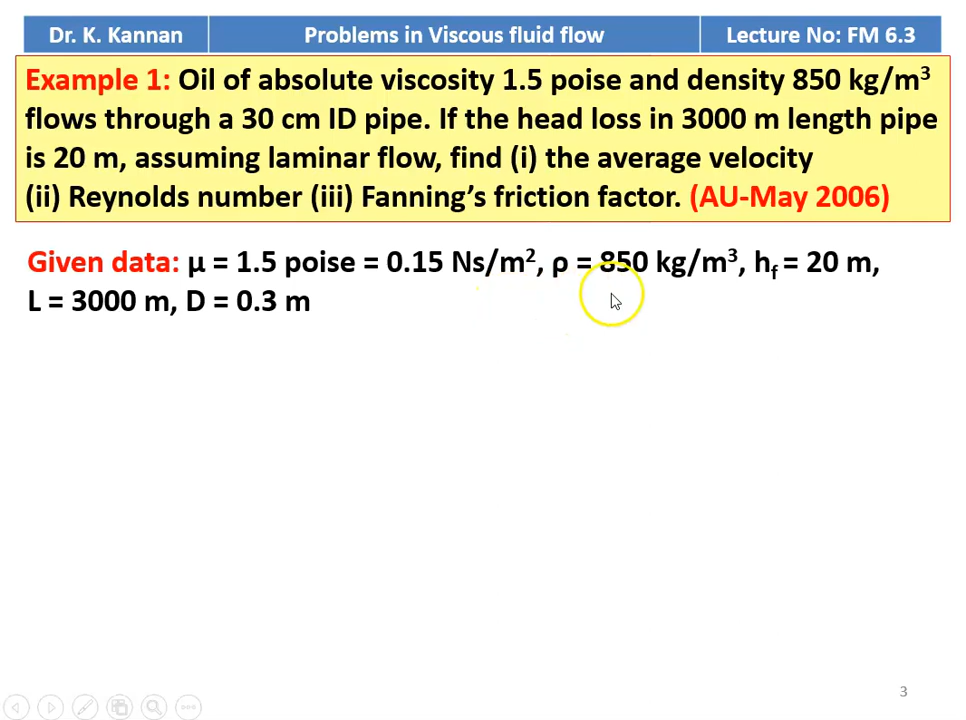 Dr. K. Kannan
Problems in Viscous fluid flow
Lecture No: FM 6.3
Example 1: Oil of absolute viscosity 1.5 poise and density 850 kg/m³
flows through a 30 cm ID pipe. If the head loss in 3000 m length pipe
is 20 m, assuming laminar flow, find (i) the average velocity
(ii) Reynolds number (iii) Fanning’s friction factor. (AU-May 2006)
Given data: μ = 1.5 poise = 0.15 Ns/m², ρ = 850 kg/m³, hf = 20 m,
L = 3000 m, D = 0.3 m
3